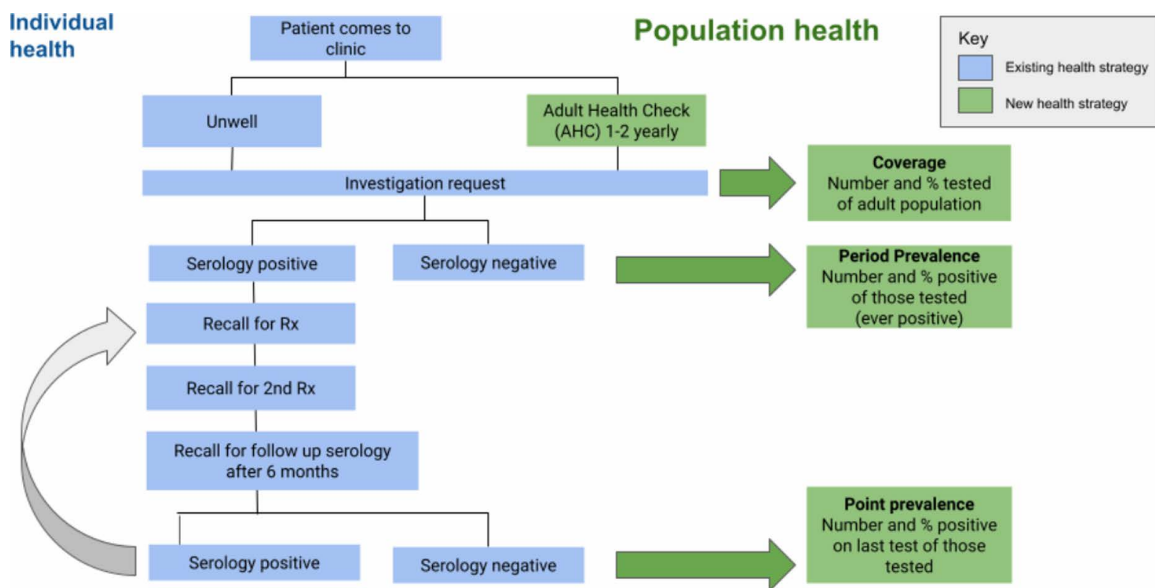 Individual
health
Patient comes to
clinic
Population health
Key
Existing health strategy
New health strategy
Unwell
Adult Health Check
(AHC) 1-2 yearly
Investigation request
Coverage
Number and % tested
of adult population
Serology positive
Serology negative
Period Prevalence
Number and % positive
of those tested
(ever positive)
Recall for Rx
Recall for 2nd Rx
Recall for follow up serology
after 6 months
Serology positive
Serology negative
Point prevalence
Number and % positive
on last test of those
tested